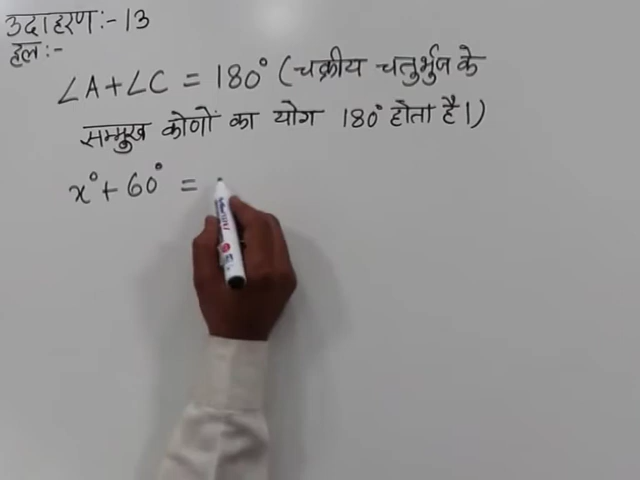 उदाहरण:- 13
हल:-
∠A+∠C = 180° (चक्रीय चतुर्भुज के
सम्मुख कोणों का योग 180° होता है।)
x°+ 60° =